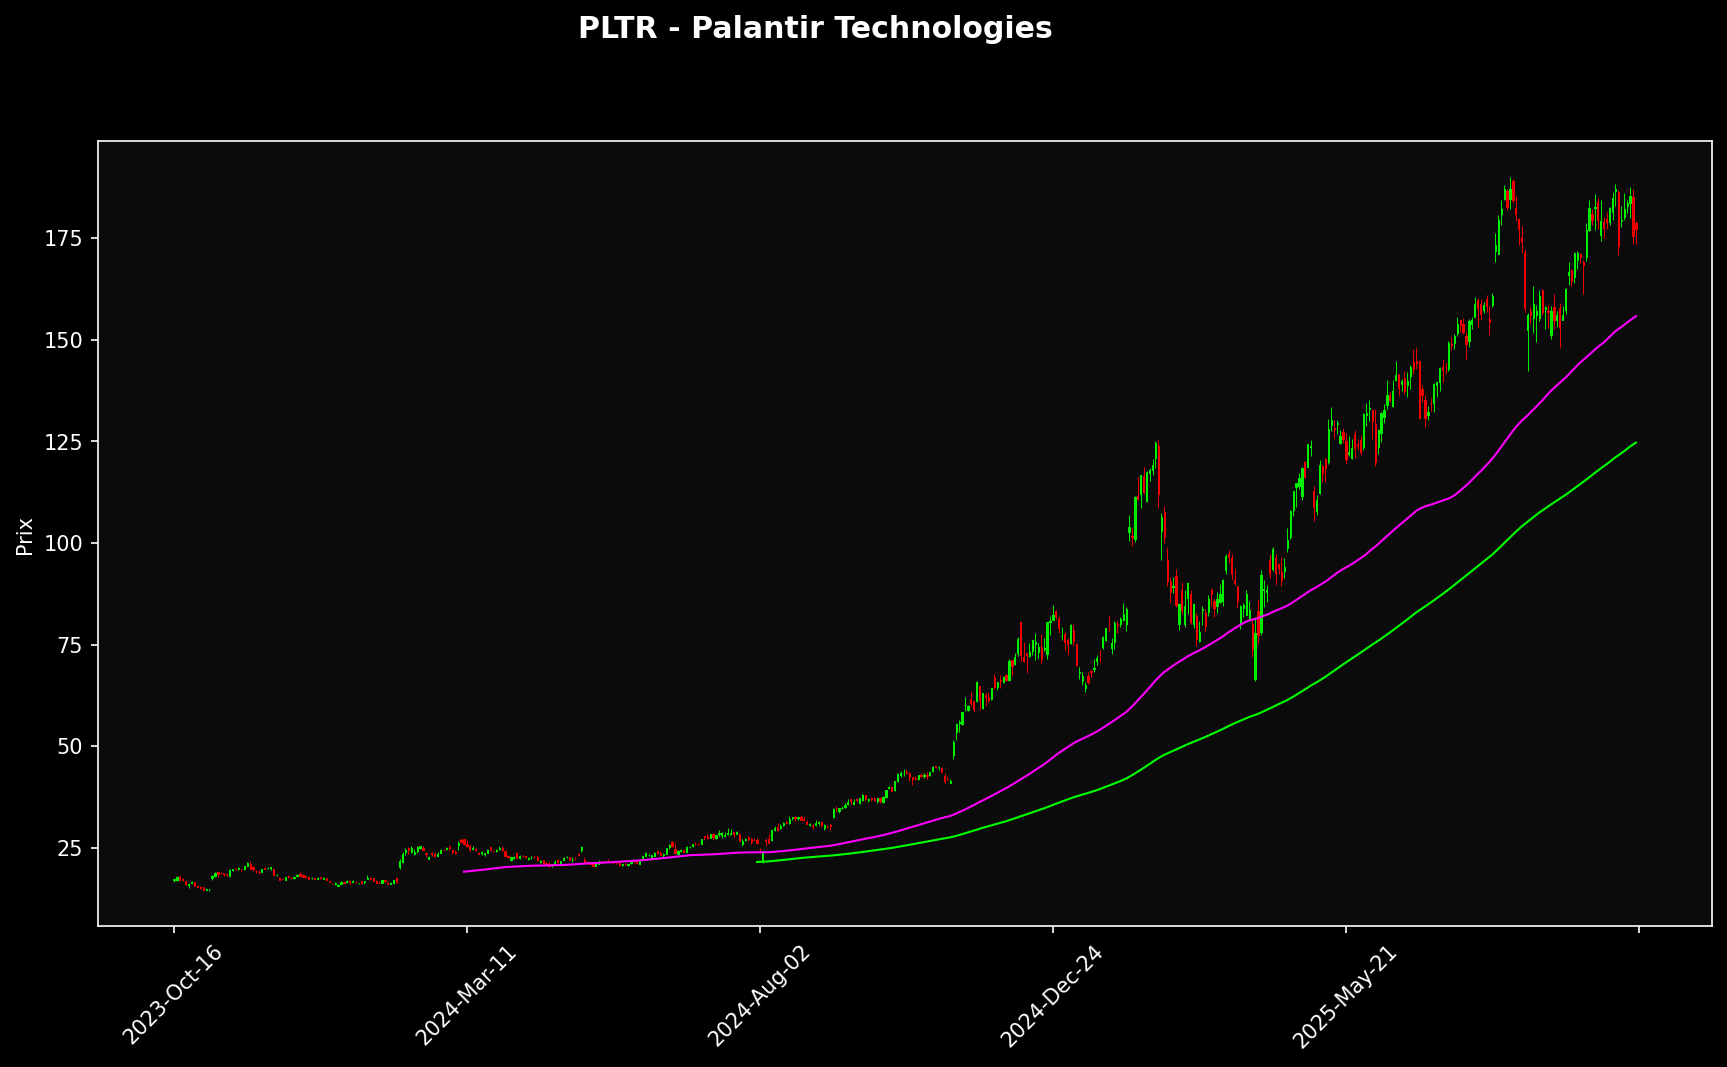 PLTR - Palantir Technologies
Prix
175
150
125
100
75
50
25
2023-Oct-16
2024-Mar-11
2024-Aug-02
2024-Dec-24
2025-May-21